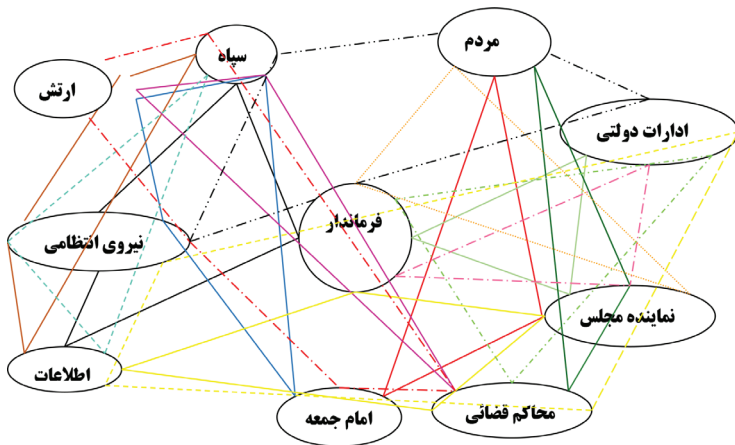 مردم
سپاه
ارتش
ادارات دولتی
فرماندار
نیروی انتظامی
نماینده مجلس
اطلاعات
محاکم قضائی
امام جمعه